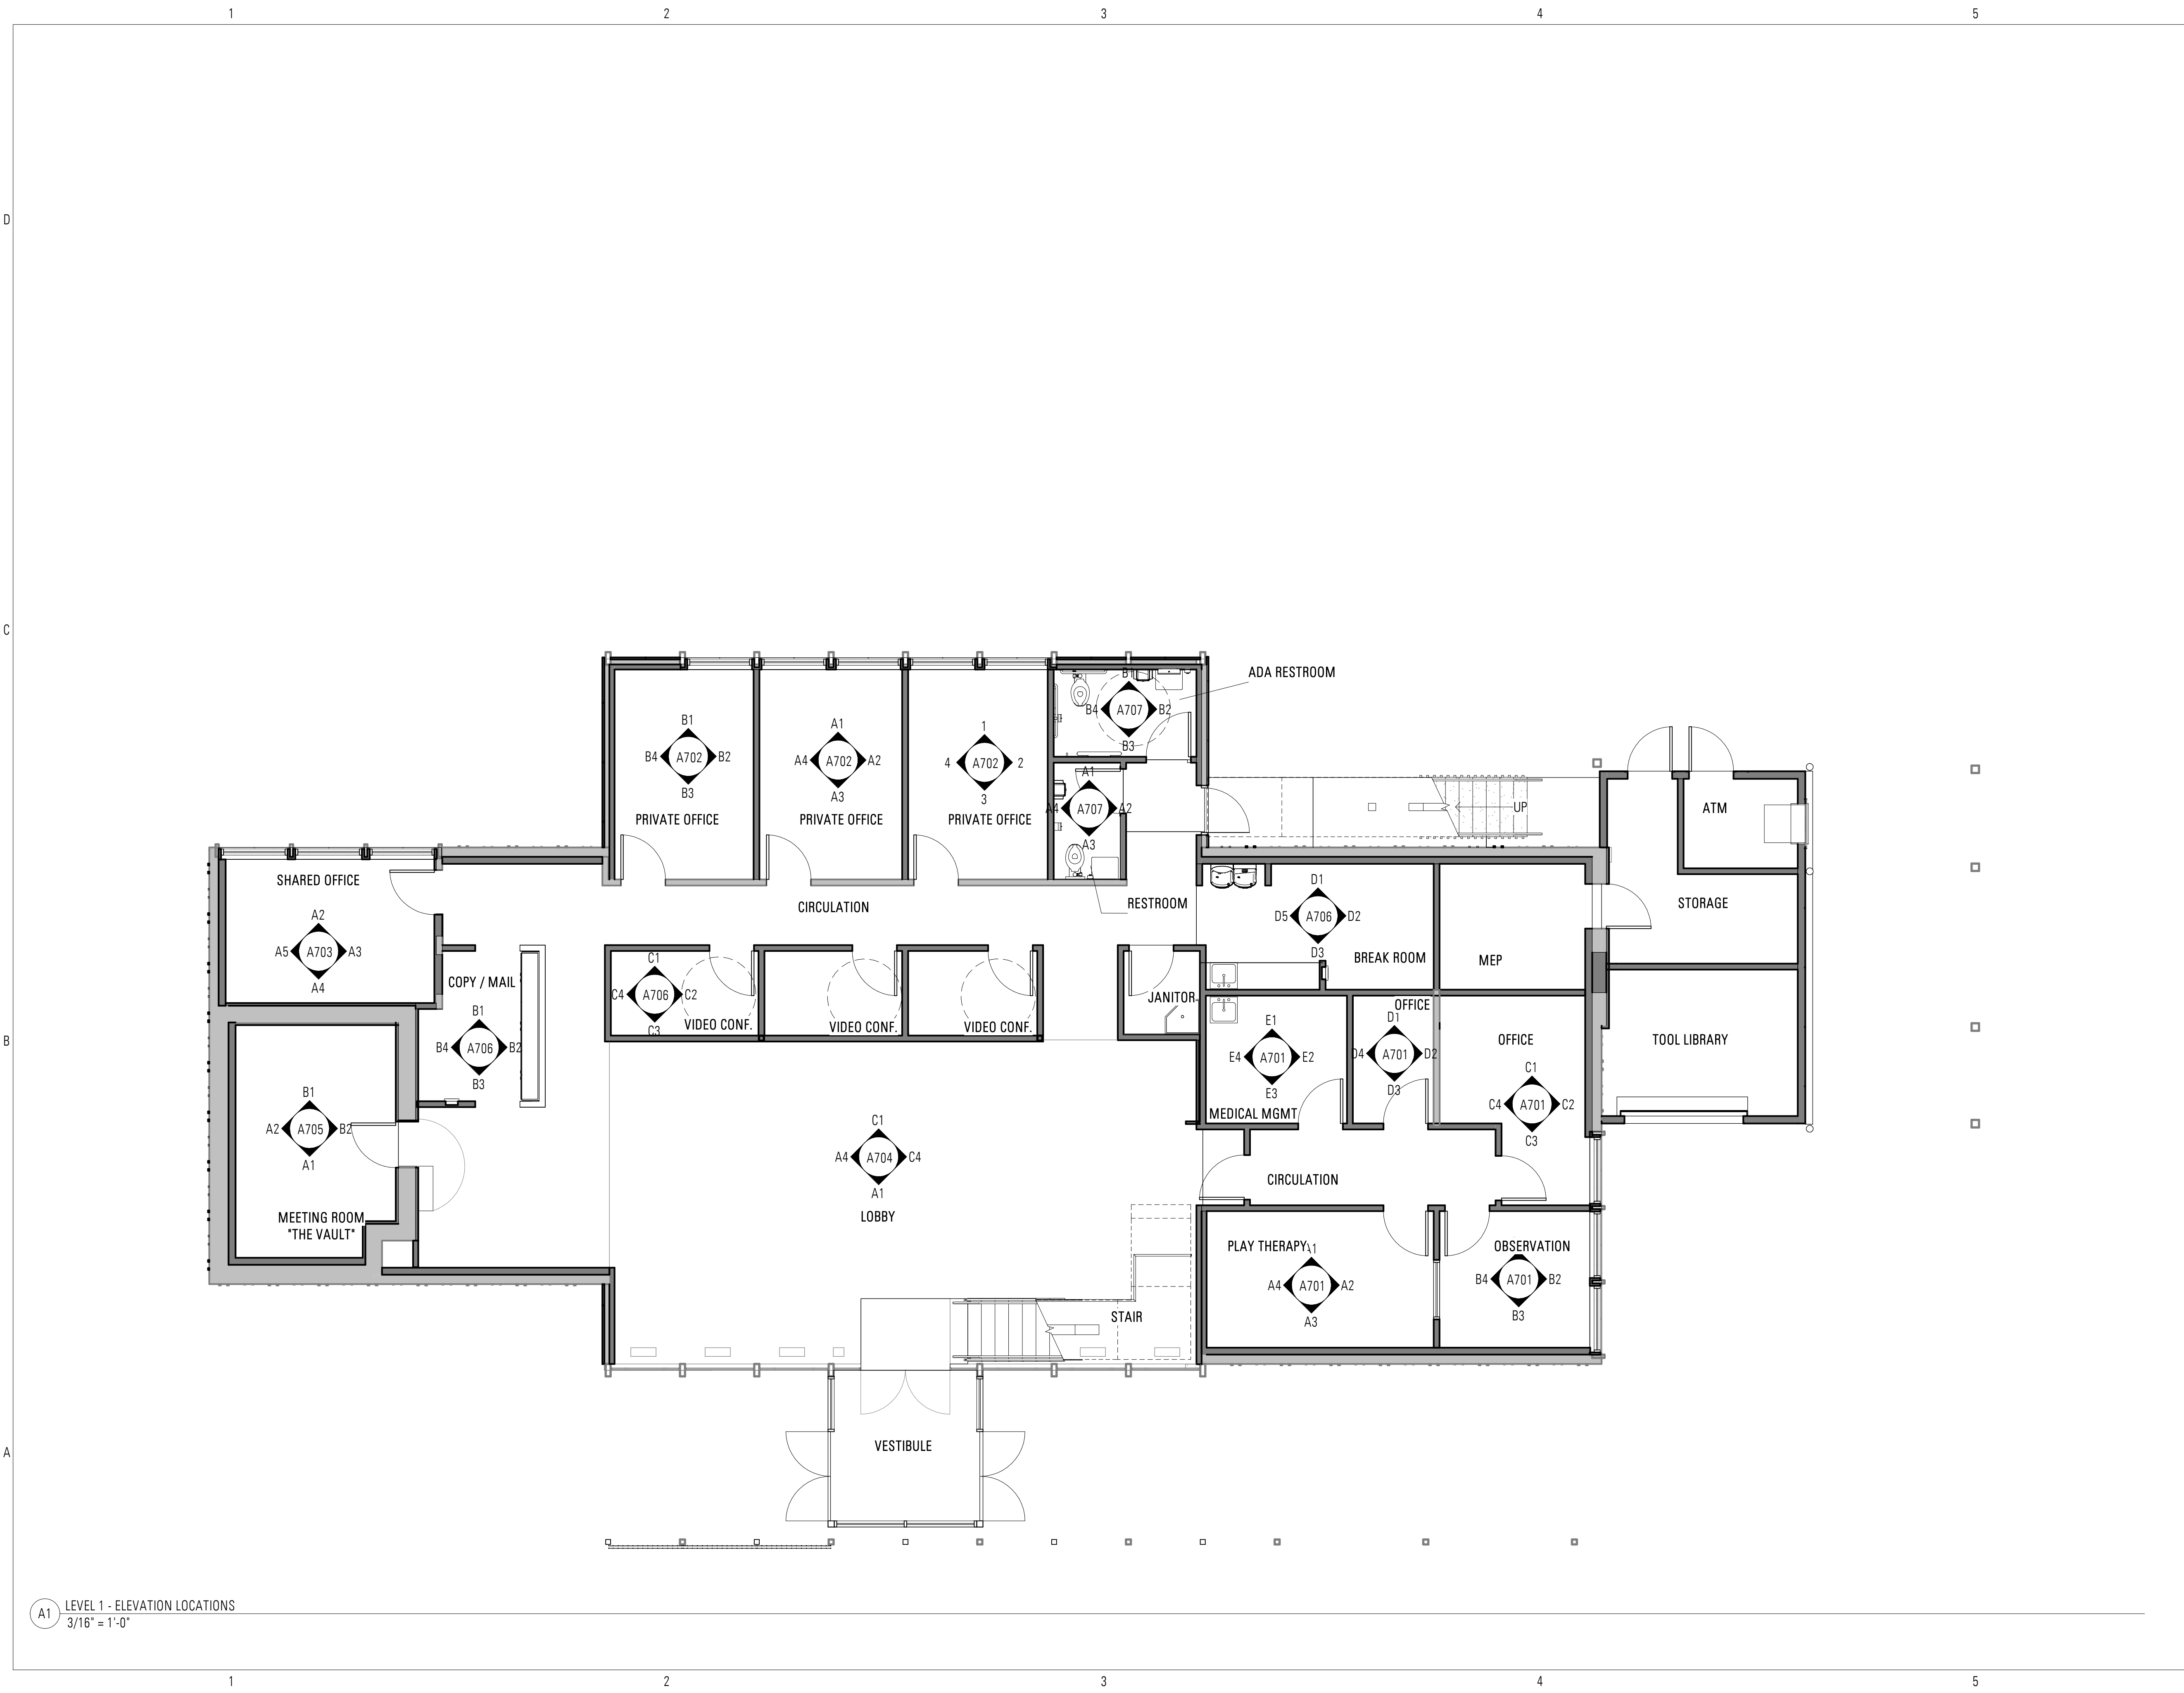 1 2 3 4 5
D
C
B
A
ADA RESTROOM
B1
B4 A707 B2
B3
B1
B4 A702 B2
B3
PRIVATE OFFICE
A1
A4 A702 A2
A3
PRIVATE OFFICE
1
4 A702 2
3
PRIVATE OFFICE
A1
A4 A707 A2
A3
UP
ATM
SHARED OFFICE
A2
A5 A703 A3
A4
CIRCULATION
RESTROOM
D1
D5 A706 D2
D3
BREAK ROOM
MEP
STORAGE
COPY / MAIL
B1
B4 A706 B2
B3
C1
C4 A706 C2
C3
VIDEO CONF.
VIDEO CONF.
VIDEO CONF.
JANITOR
E1
E4 A701 E2
E3
MEDICAL MGMT
OFFICE
D1
D4 A701 D2
D3
OFFICE
C1
C4 A701 C2
C3
TOOL LIBRARY
B1
A2 A705 B2
A1
MEETING ROOM
"THE VAULT"
C1
A4 A704 C4
A1
LOBBY
CIRCULATION
PLAY THERAPY
A1
A4 A701 A2
A3
OBSERVATION
B4 A701 B2
B3
STAIR
VESTIBULE
A1
LEVEL 1 - ELEVATION LOCATIONS
3/16" = 1'-0"
1 2 3 4 5